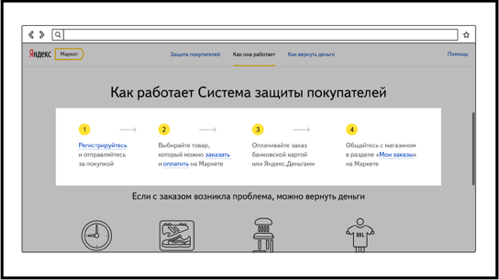 Яндекс Маркет Защита покупателей Как она работает Как вернуть деньги Помощь
Как работает Система защиты покупателей
1 2 3 4
Регистрируйтесь Выбирайте товар, Оплачивайте заказ Общайтесь с магазином
и отправляйтесь который можно заказать банковской картой в разделе «Мои заказы»
за покупкой и оплатить на Маркете или Яндекс.Деньгами на Маркете
Если с заказом возникла проблема, можно вернуть деньги
XXL